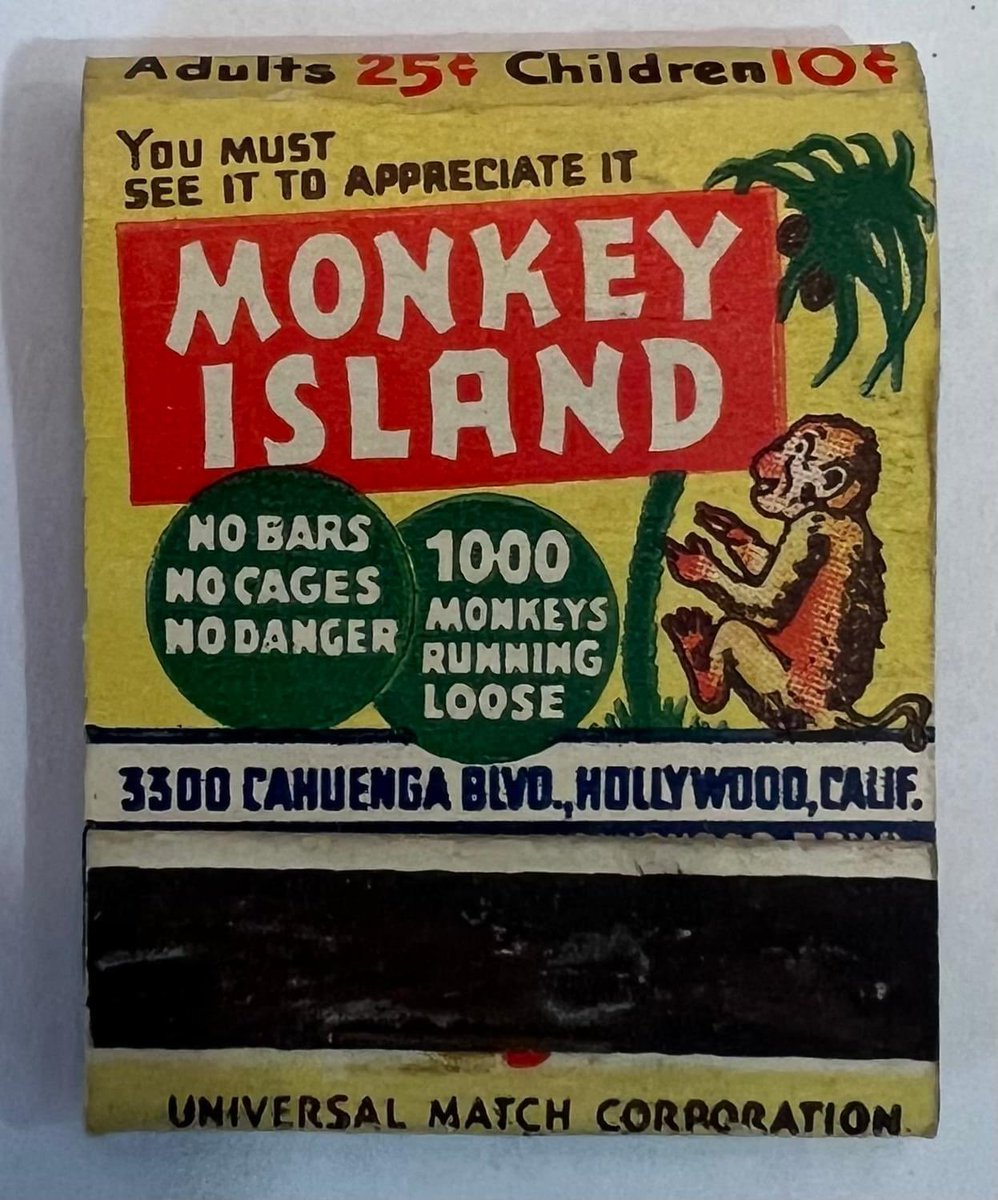 Adults 25¢ Children 10¢
YOU MUST
SEE IT TO APPRECIATE IT
MONKEY
ISLAND
NO BARS
NO CAGES
NO DANGER
1000
MONKEYS
RUNNING
LOOSE
3300 CAHUENGA BLVD., HOLLYWOOD, CALIF.
UNIVERSAL MATCH CORPORATION